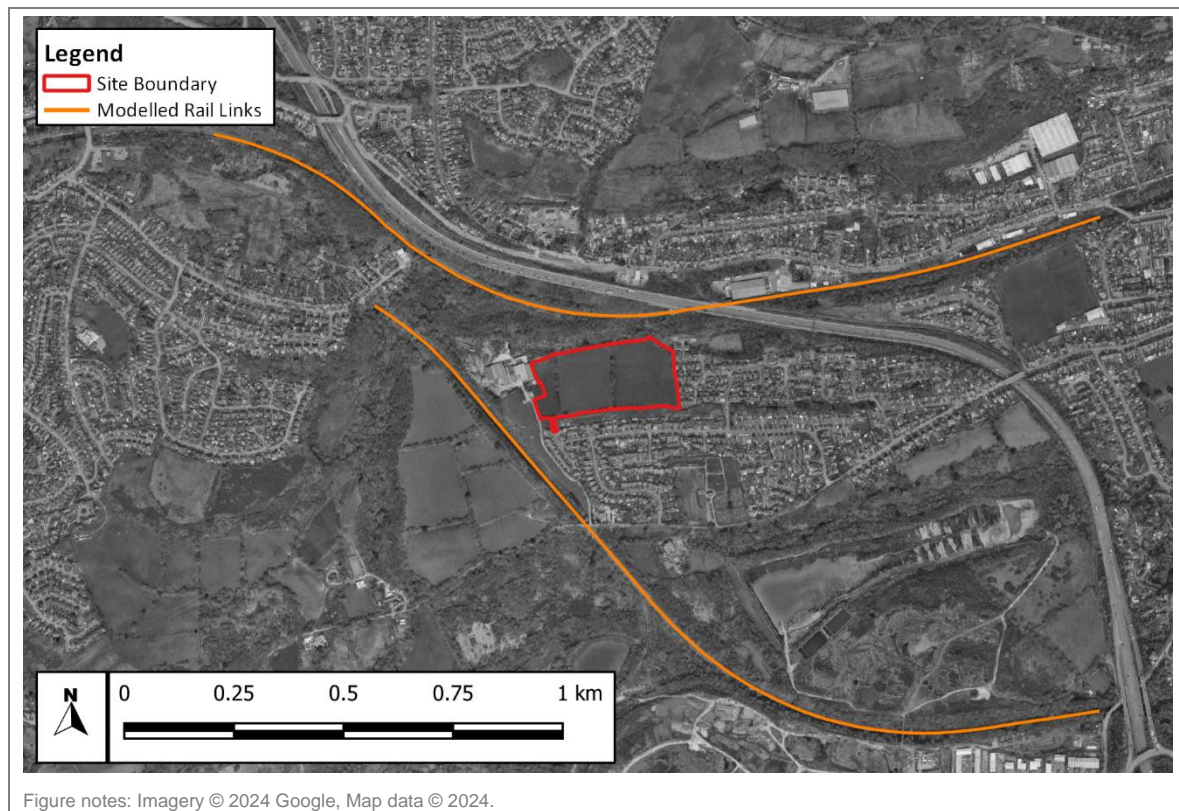 Legend
Site Boundary
Modelled Rail Links
N
0 0.25 0.5 0.75 1 km
Figure notes: Imagery © 2024 Google, Map data © 2024.